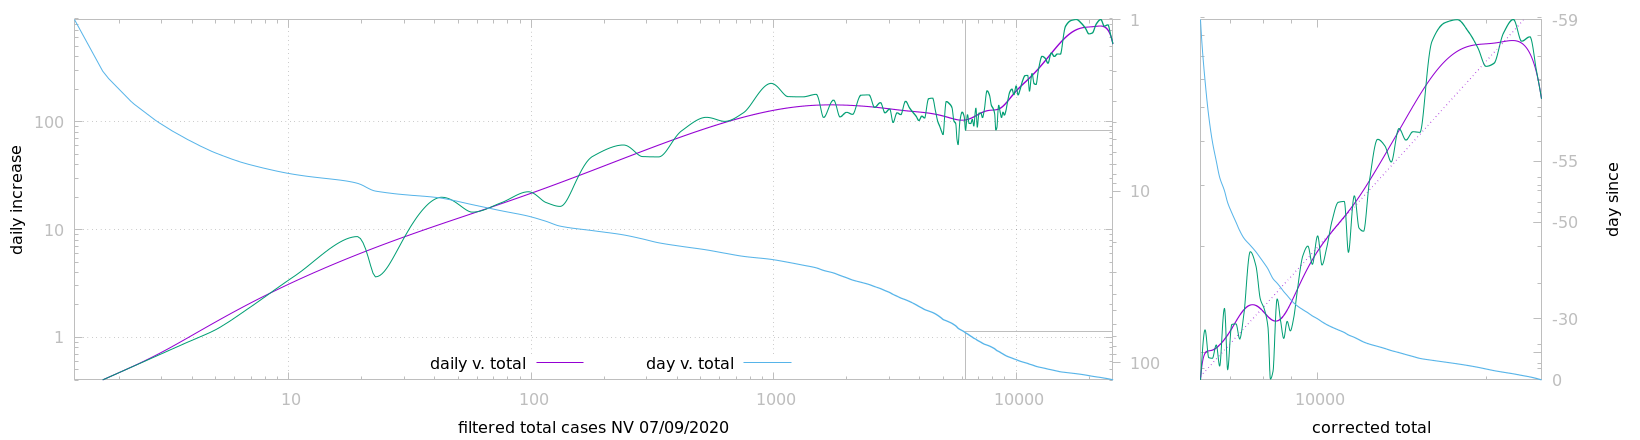 daily increase
100
10
1
daily v. total
day v. total
10
100
1000
10000
filtered total cases NV 07/09/2020
1
10
100
10000
corrected total
-59
-55
-50
-30
0
day since